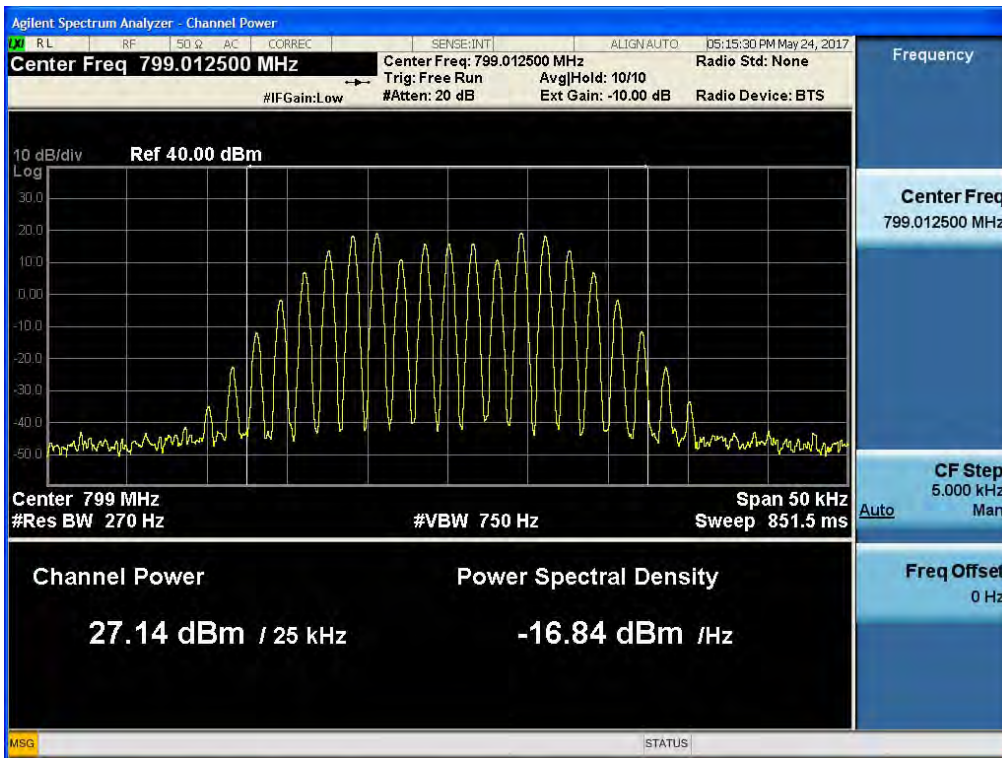 Agilent Spectrum Analyzer - Channel Power
LXI RL RF 50 Ω AC CORREC SENSE:INT ALIGN AUTO 05:15:30 PM May 24, 2017
Center Freq 799.012500 MHz
Center Freq: 799.012500 MHz
Radio Std: None
Trig: Free Run Avg|Hold: 10/10
#IFGain:Low #Atten: 20 dB Ext Gain: -10.00 dB Radio Device: BTS
10 dB/div Ref 40.00 dBm
Log
30.0
20.0
10.0
0.00
-10.0
-20.0
-30.0
-40.0
-50.0
Center 799 MHz Span 50 kHz
#Res BW 270 Hz #VBW 750 Hz Sweep 851.5 ms
Channel Power Power Spectral Density
27.14 dBm / 25 kHz -16.84 dBm /Hz
Frequency
Center Freq
799.012500 MHz
CF Step
5.000 kHz
Auto Man
Freq Offset
0 Hz
MSG STATUS